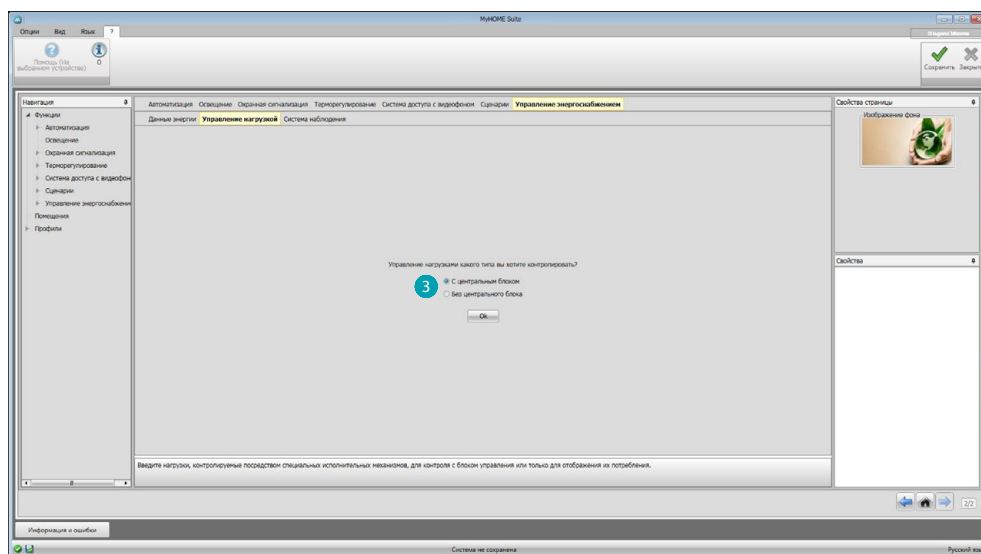 MyHOME Suite
Опции Вид Язык ?
Помощь (На выбранном устройстве)
О
Сохранить Закрыть
Навигация
Функции
Автоматизация
Освещение
Охранная сигнализация
Терморегулирование
Система доступа с видеофон
Сценарии
Управление энергоснабжени
Помещения
Профили
Автоматизация Освещение Охранная сигнализация Терморегулирование Система доступа с видеофоном Сценарии Управление энергоснабжением
Данные энергии Управление нагрузкой Система наблюдения
Управление нагрузками какого типа вы хотите контролировать?
3
С центральным блоком
Без центрального блока
Ok
Введите нагрузки, контролируемые посредством специальных исполнительных механизмов, для контроля с блоком управления или только для отображения их потребления.
Свойства страницы
Изображение фона
Свойства
2/2
Информация и ошибки
Система не сохранена
Русский язы